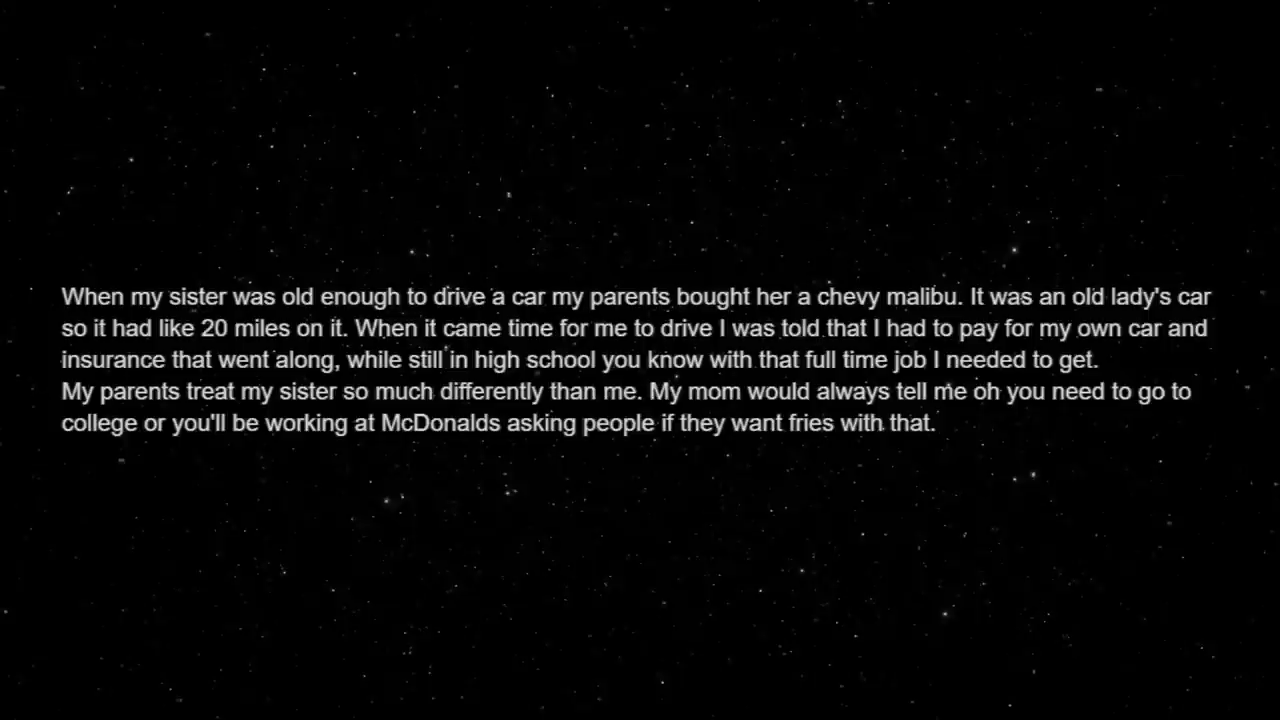 When my sister was old enough to drive a car my parents bought her a chevy malibu. It was an old lady's car
so it had like 20 miles on it. When it came time for me to drive I was told that I had to pay for my own car and
insurance that went along, while still in high school you know with that full time job I needed to get.
My parents treat my sister so much differently than me. My mom would always tell me oh you need to go to
college or you'll be working at McDonalds asking people if they want fries with that.